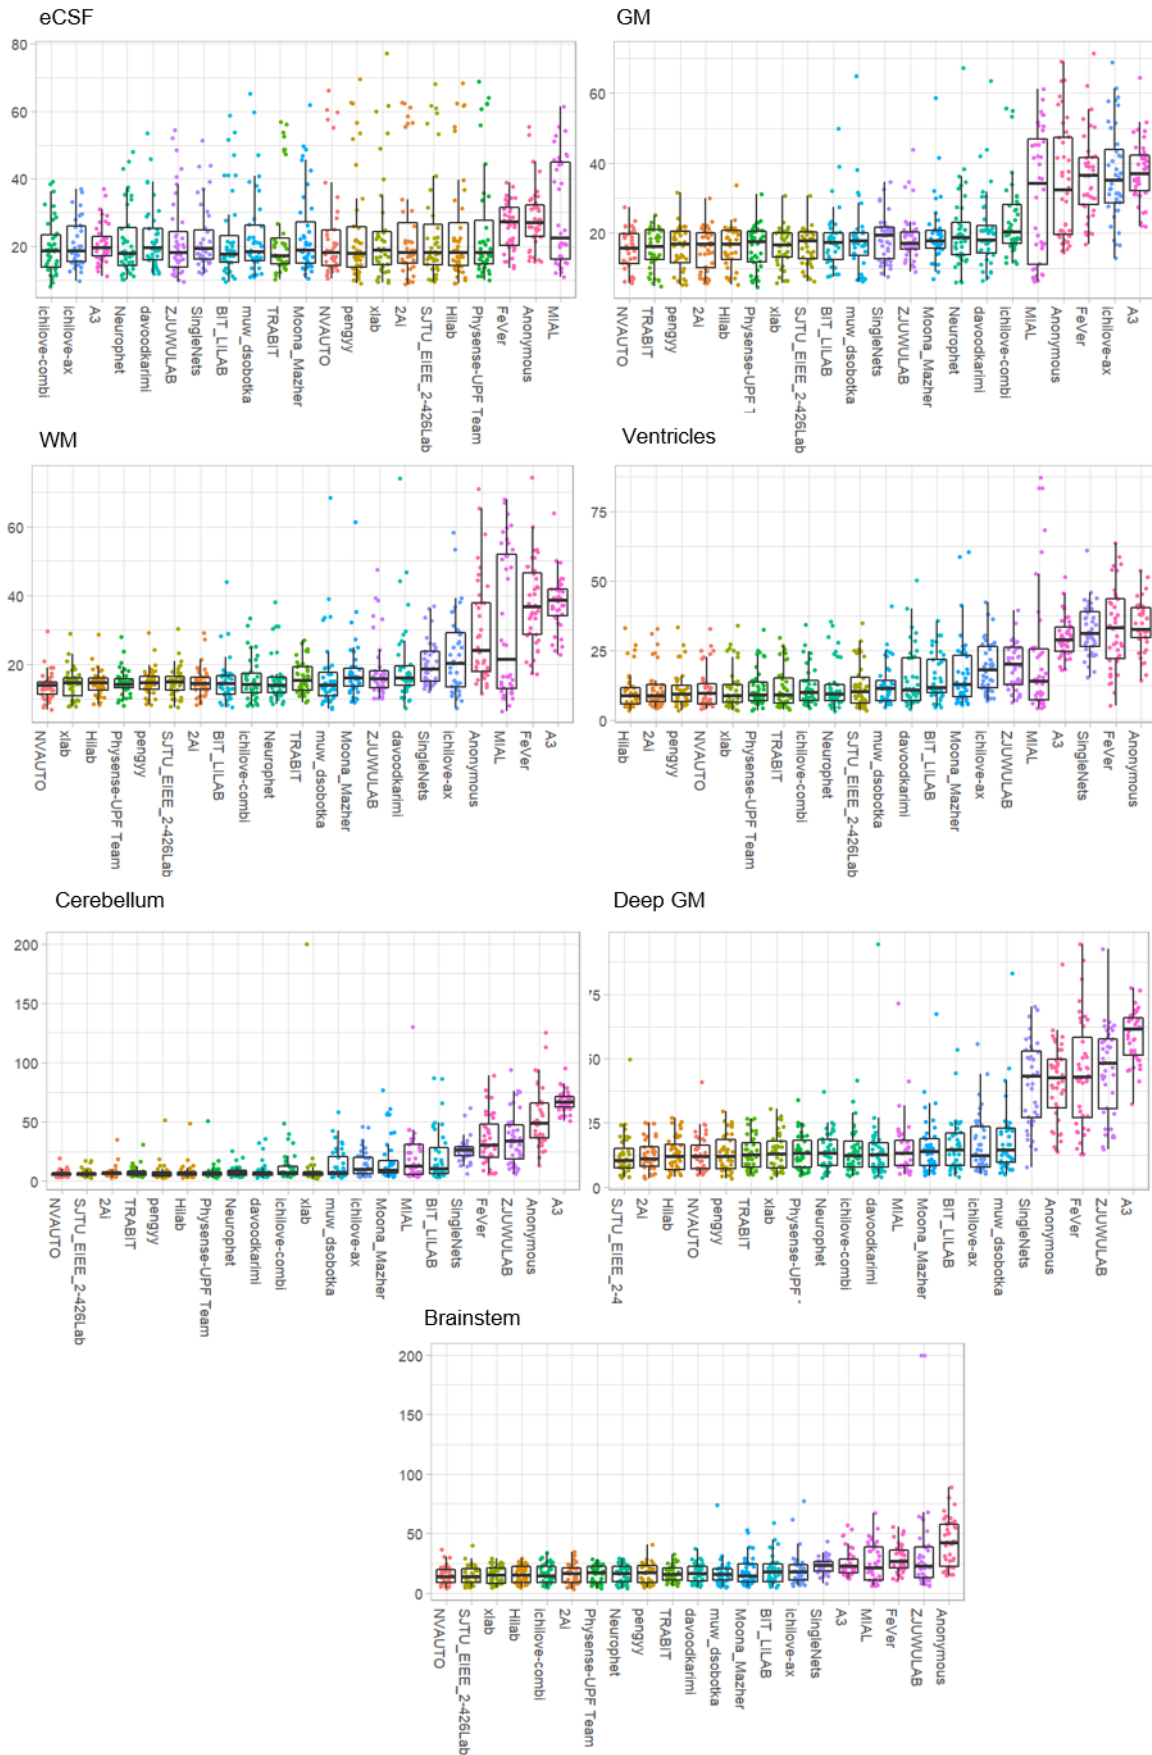 eCSF
GM
80
60
40
20
60
40
20
ichilove-combi
ichilove-ax
A3
Neurophet
davoodkarimi
ZJUWULAB
SingleNets
BIT_LILAB
muw_dsobotka
TRABIT
Moona_Mazher
NVAUTO
pengyy
xlab
2Ai
SJTU_EIEE_2-426Lab
Hilab
Physense-UPF Team
FeVer
Anonymous
MIAL
NVAUTO
TRABIT
pengyy
2Ai
Hilab
Physense-UPF
xlab
SJTU_EIEE_2-426Lab
BIT_LILAB
muw_dsobotka
SingleNets
ZJUWULAB
Moona_Mazher
Neurophet
davoodkarimi
ichilove-combi
MIAL
Anonymous
FeVer
ichilove-ax
A3
WM
Ventricles
60
40
20
75
50
25
0
NVAUTO
xlab
Hilab
Physense-UPF Team
pengyy
SJTU_EIEE_2-426Lab
2Ai
BIT_LILAB
ichilove-combi
Neurophet
TRABIT
muw_dsobotka
Moona_Mazher
ZJUWULAB
davoodkarimi
SingleNets
ichilove-ax
Anonymous
MIAL
FeVer
A3
Hilab
2Ai
pengyy
NVAUTO
xlab
Physense-UPF Team
TRABIT
ichilove-combi
Neurophet
SJTU_EIEE_2-426Lab
muw_dsobotka
davoodkarimi
BIT_LILAB
Moona_Mazher
ichilove-ax
ZJUWULAB
MIAL
A3
SingleNets
FeVer
Anonymous
Cerebellum
Deep GM
200
150
100
50
0
75
50
25
0
NVAUTO
SJTU_EIEE_2-426Lab
2Ai
TRABIT
pengyy
Hilab
Physense-UPF Team
Neurophet
davoodkarimi
ichilove-combi
xlab
muw_dsobotka
ichilove-ax
Moona_Mazher
MIAL
BIT_LILAB
SingleNets
FeVer
ZJUWULAB
Anonymous
A3
SJTU_EIEE_2-4
2Ai
Hilab
NVAUTO
pengyy
TRABIT
xlab
Physense-UPF
Neurophet
ichilove-combi
davoodkarimi
MIAL
Moona_Mazher
BIT_LILAB
ichilove-ax
muw_dsobotka
SingleNets
Anonymous
FeVer
ZJUWULAB
A3
Brainstem
200
150
100
50
0
NVAUTO
SJTU_EIEE_2-426Lab
xlab
Hilab
ichilove-combi
2Ai
Physense-UPF Team
Neurophet
pengyy
TRABIT
davoodkarimi
muw_dsobotka
Moona_Mazher
BIT_LILAB
ichilove-ax
SingleNets
A3
MIAL
FeVer
ZJUWULAB
Anonymous